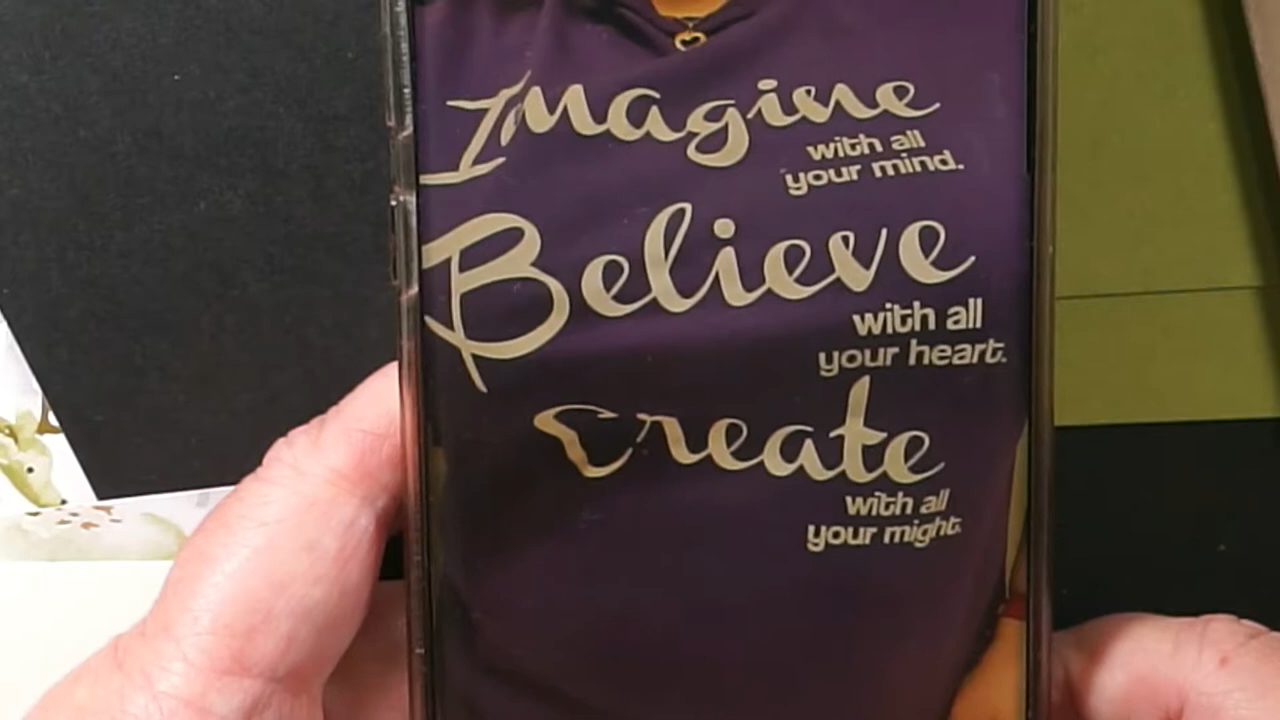 Imagine
with all
your mind.
Believe
with all
your heart.
Create
with all
your might.